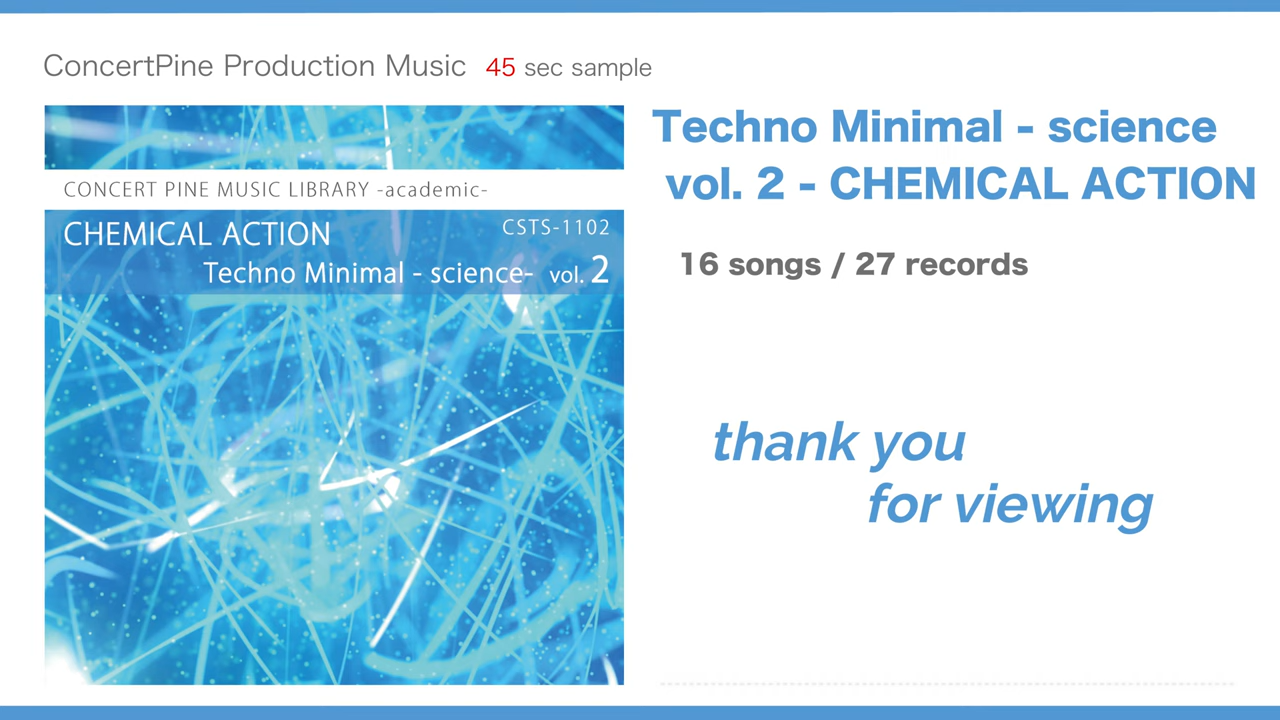 ConcertPine Production Music 45 sec sample
CONCERT PINE MUSIC LIBRARY -academic-
CHEMICAL ACTION CSTS-1102
Techno Minimal - science- vol. 2
Techno Minimal - science
vol. 2 - CHEMICAL ACTION
16 songs / 27 records
thank you
for viewing